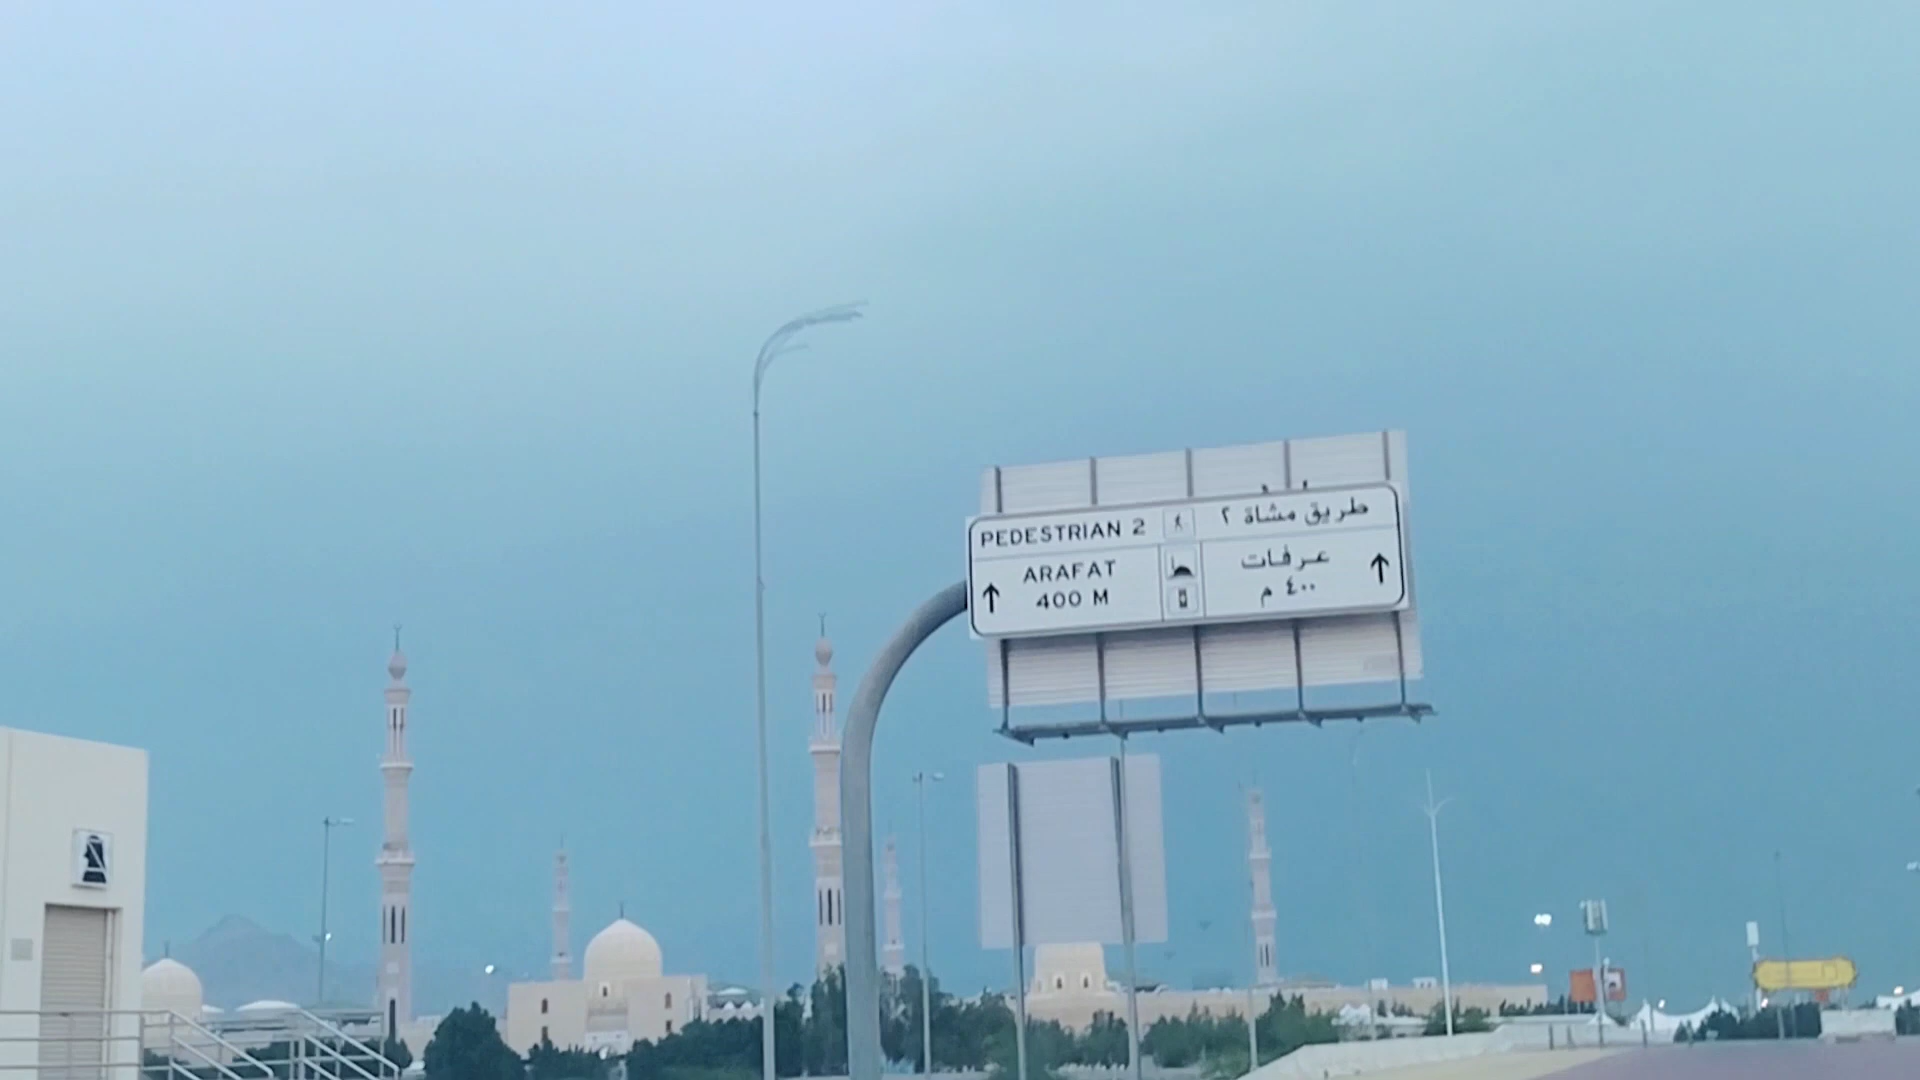 PEDESTRIAN 2
طريق مشاة ٢
ARAFAT
400 M
عرفات
٤٠٠ م